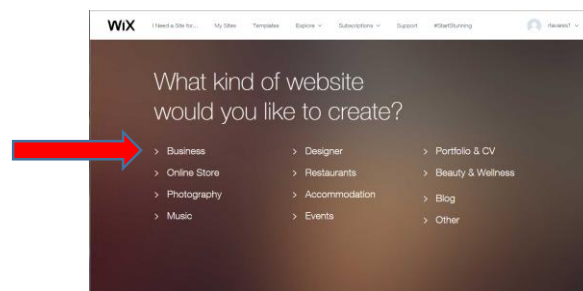 WiX
I Need a Site for... My Sites Templates Explore Subscriptions Support #StartStunning
What kind of website
would you like to create?
> Business
> Online Store
> Photography
> Music
> Designer
> Restaurants
> Accommodation
> Events
> Portfolio & CV
> Beauty & Wellness
> Blog
> Other